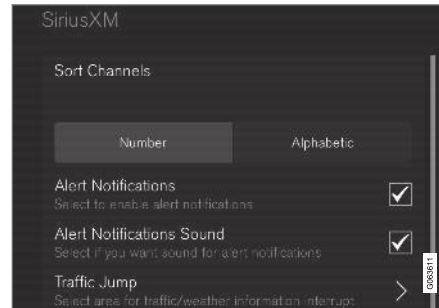 SiriusXM
Sort Channels
Number Alphabetic
Alert Notifications
Select to enable alert notifications
Alert Notifications Sound
Select if you want sound for alert notifications
Traffic Jump
Select area for traffic/weather information interrupt
G063611